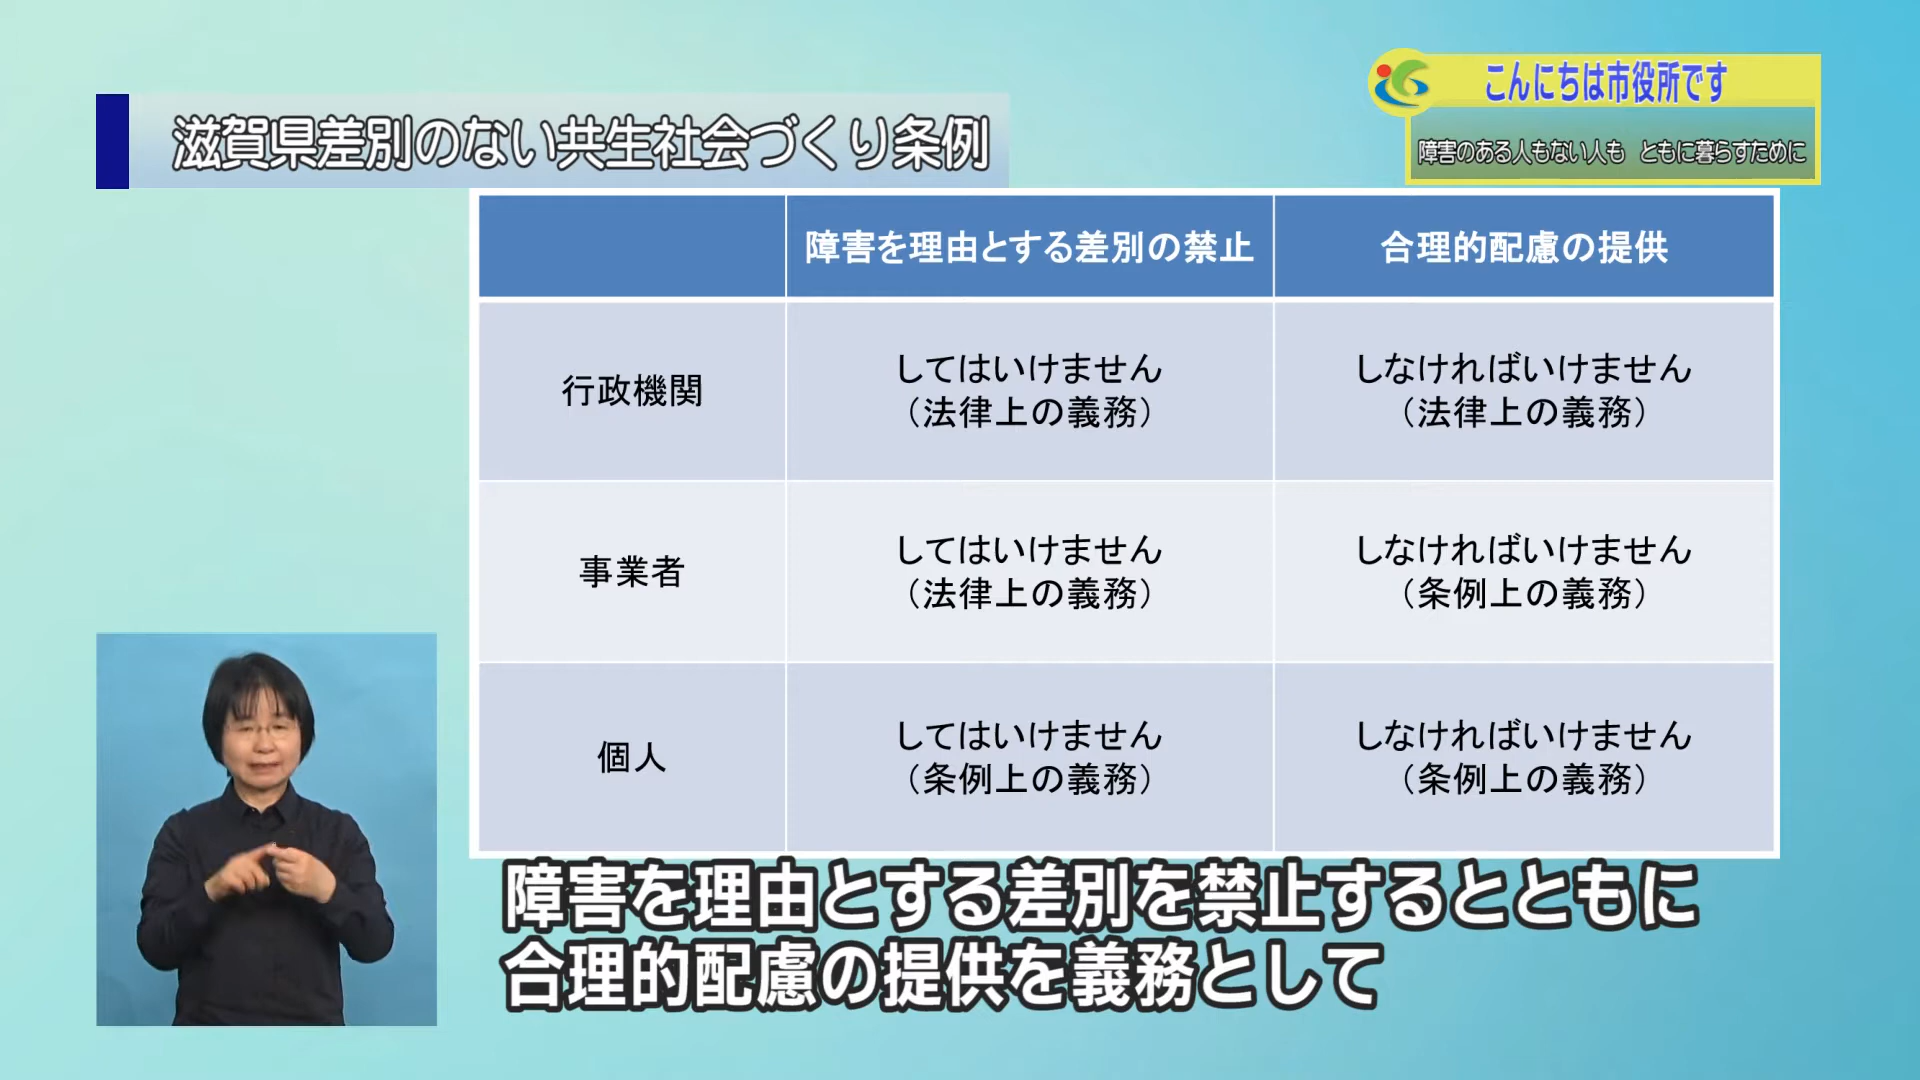 こんにちは市役所です
障害のある人もない人も　ともに暮らすために
滋賀県差別のない共生社会づくり条例
障害を理由とする差別の禁止
合理的配慮の提供
行政機関
してはいけません
（法律上の義務）
しなければいけません
（法律上の義務）
事業者
してはいけません
（法律上の義務）
しなければいけません
（条例上の義務）
個人
してはいけません
（条例上の義務）
しなければいけません
（条例上の義務）
障害を理由とする差別を禁止するとともに
合理的配慮の提供を義務として